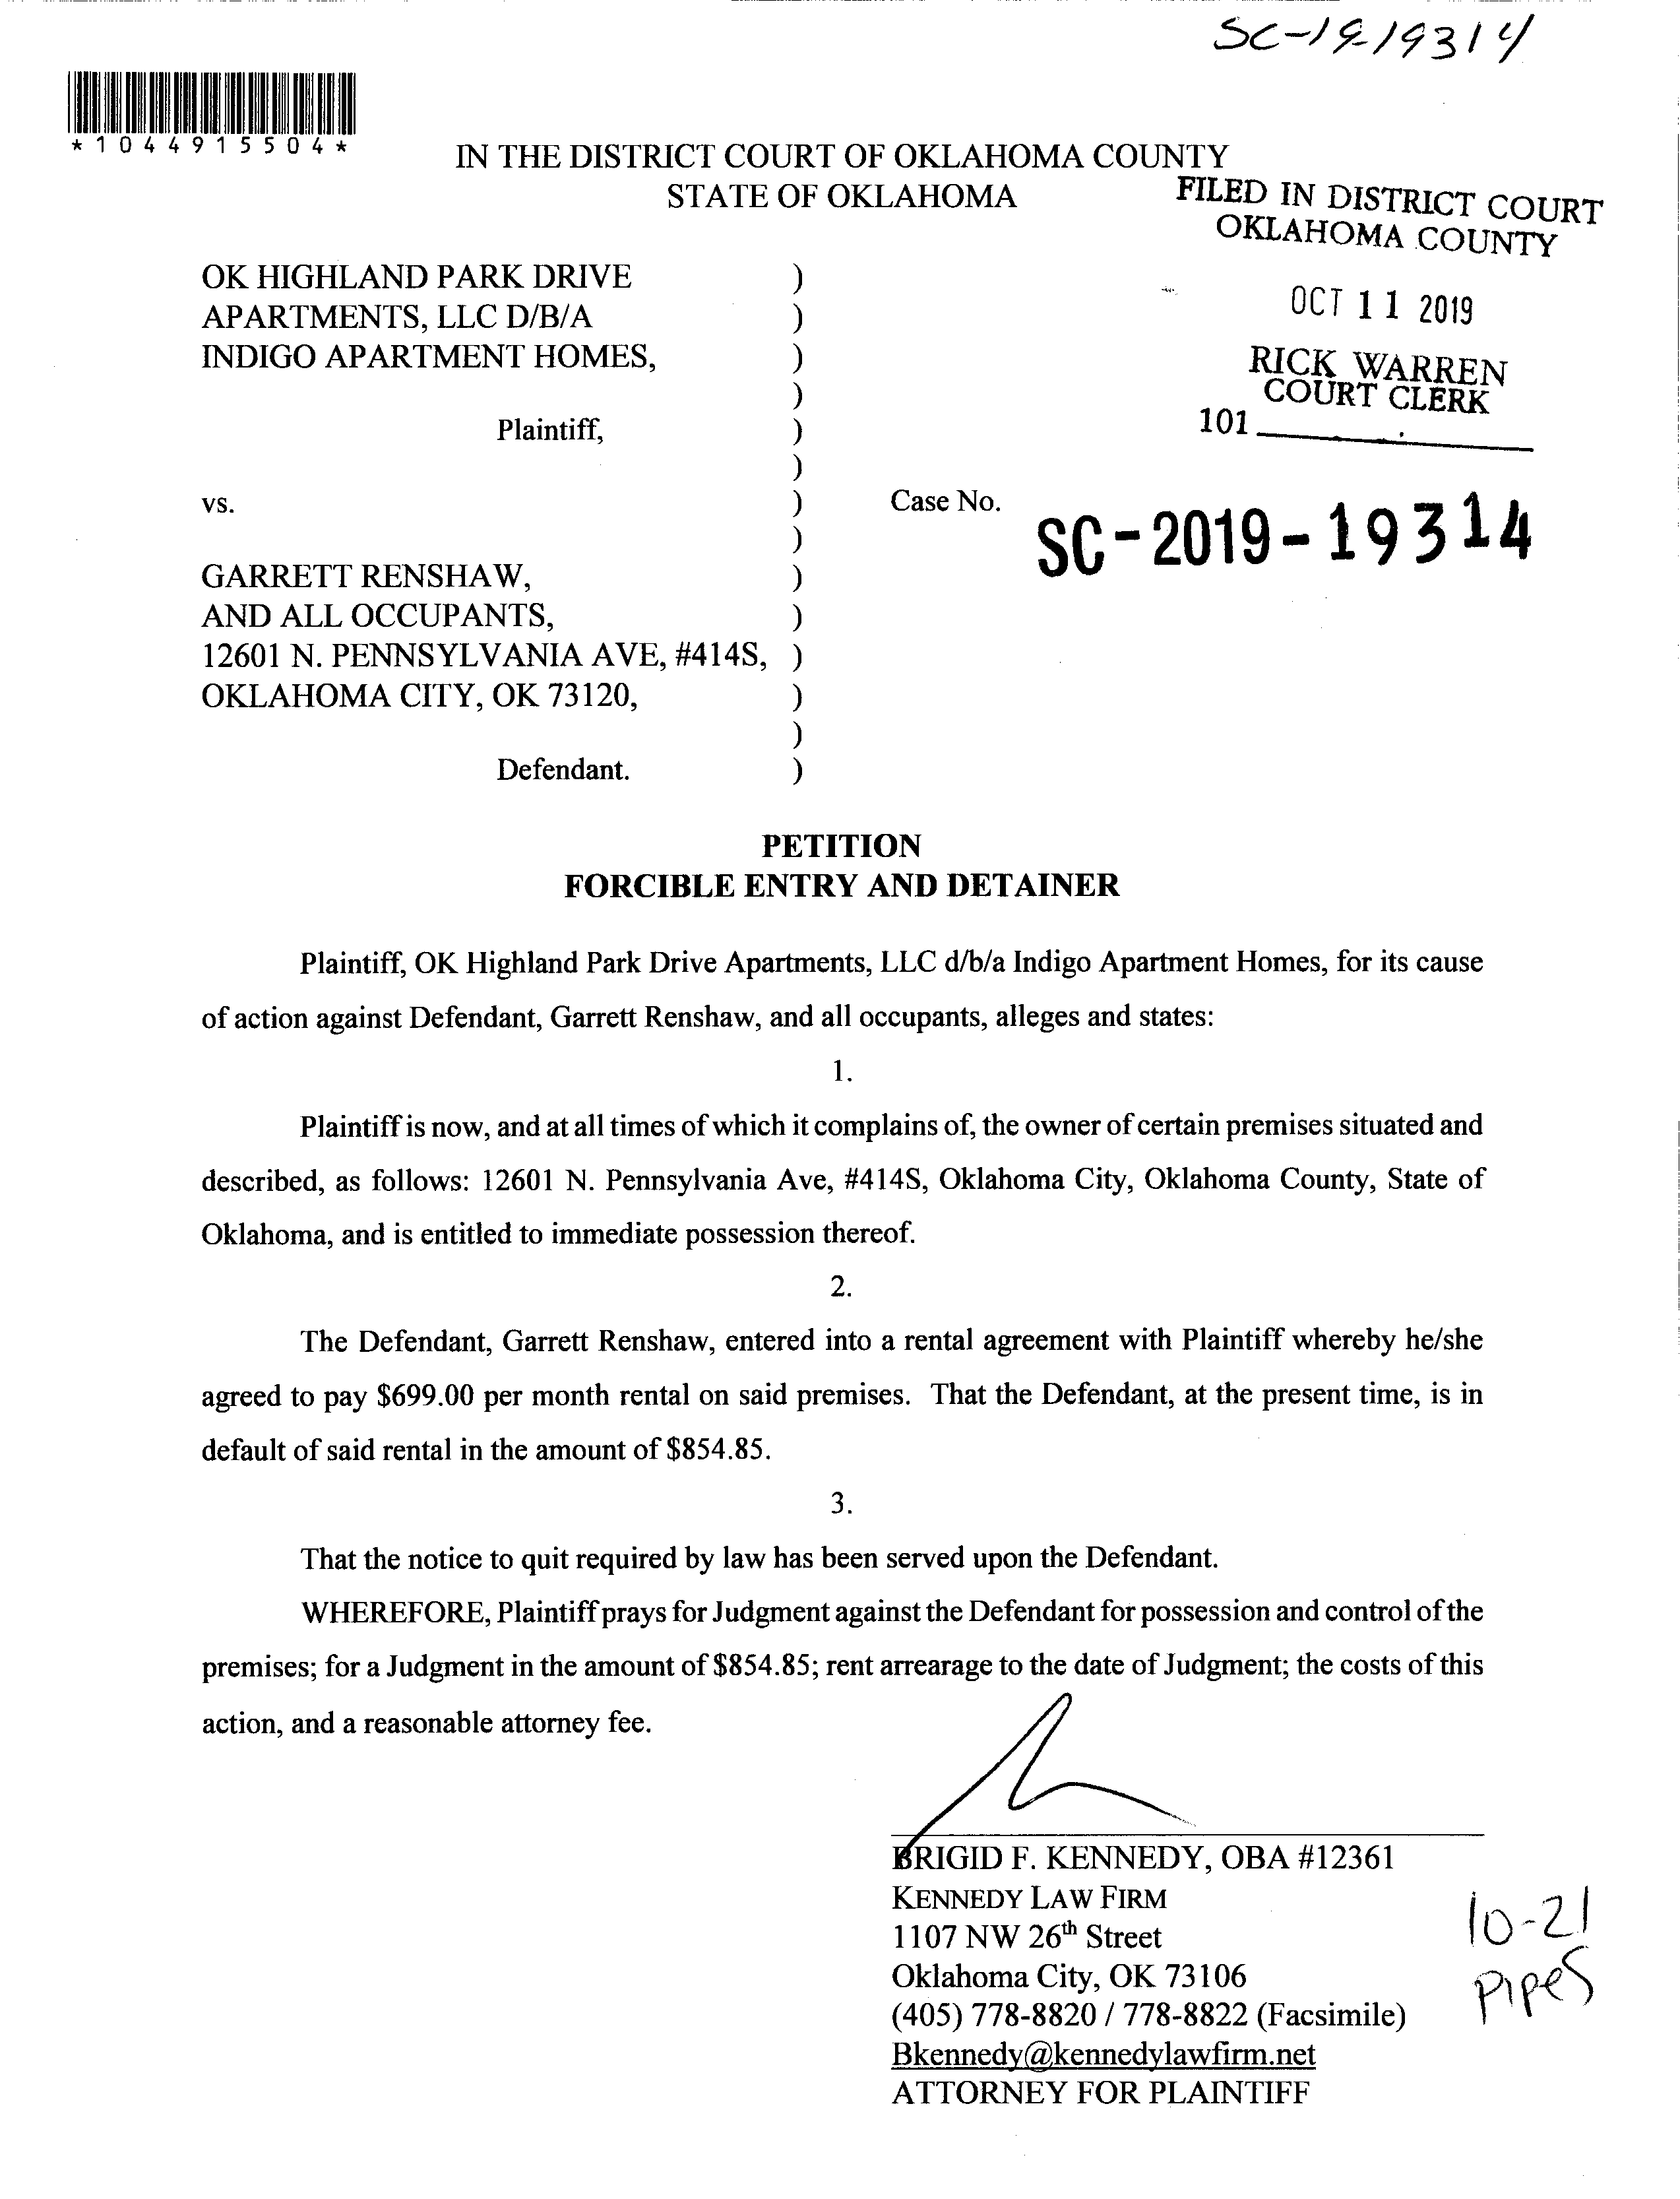 SC-19-19314
*1044915504*
IN THE DISTRICT COURT OF OKLAHOMA COUNTY
STATE OF OKLAHOMA
FILED IN DISTRICT COURT
OKLAHOMA COUNTY
OCT 11 2019
RICK WARREN
COURT CLERK
101
OK HIGHLAND PARK DRIVE )
APARTMENTS, LLC D/B/A )
INDIGO APARTMENT HOMES, )
)
Plaintiff, )
)
vs. ) Case No. SC-2019-19314
)
GARRETT RENSHAW, )
AND ALL OCCUPANTS, )
12601 N. PENNSYLVANIA AVE, #414S, )
OKLAHOMA CITY, OK 73120, )
)
Defendant. )
PETITION
FORCIBLE ENTRY AND DETAINER
Plaintiff, OK Highland Park Drive Apartments, LLC d/b/a Indigo Apartment Homes, for its cause
of action against Defendant, Garrett Renshaw, and all occupants, alleges and states:
1.
Plaintiff is now, and at all times of which it complains of, the owner of certain premises situated and
described, as follows: 12601 N. Pennsylvania Ave, #414S, Oklahoma City, Oklahoma County, State of
Oklahoma, and is entitled to immediate possession thereof.
2.
The Defendant, Garrett Renshaw, entered into a rental agreement with Plaintiff whereby he/she
agreed to pay $699.00 per month rental on said premises. That the Defendant, at the present time, is in
default of said rental in the amount of $854.85.
3.
That the notice to quit required by law has been served upon the Defendant.
WHEREFORE, Plaintiff prays for Judgment against the Defendant for possession and control of the
premises; for a Judgment in the amount of $854.85; rent arrearage to the date of Judgment; the costs of this
action, and a reasonable attorney fee.
BRIGID F. KENNEDY, OBA #12361
KENNEDY LAW FIRM
1107 NW 26th Street
Oklahoma City, OK 73106
(405) 778-8820 / 778-8822 (Facsimile)
Bkennedy@kennedylawfirm.net
ATTORNEY FOR PLAINTIFF
10-21
Pipes